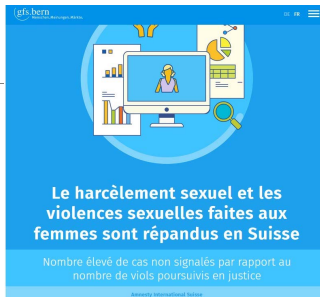 gfs.bern
Menschen. Meinungen. Märkte.
DE FR
Le harcèlement sexuel et les
violences sexuelles faites aux
femmes sont répandus en Suisse
Nombre élevé de cas non signalés par rapport au
nombre de viols poursuivis en justice
Amnesty International Suisse